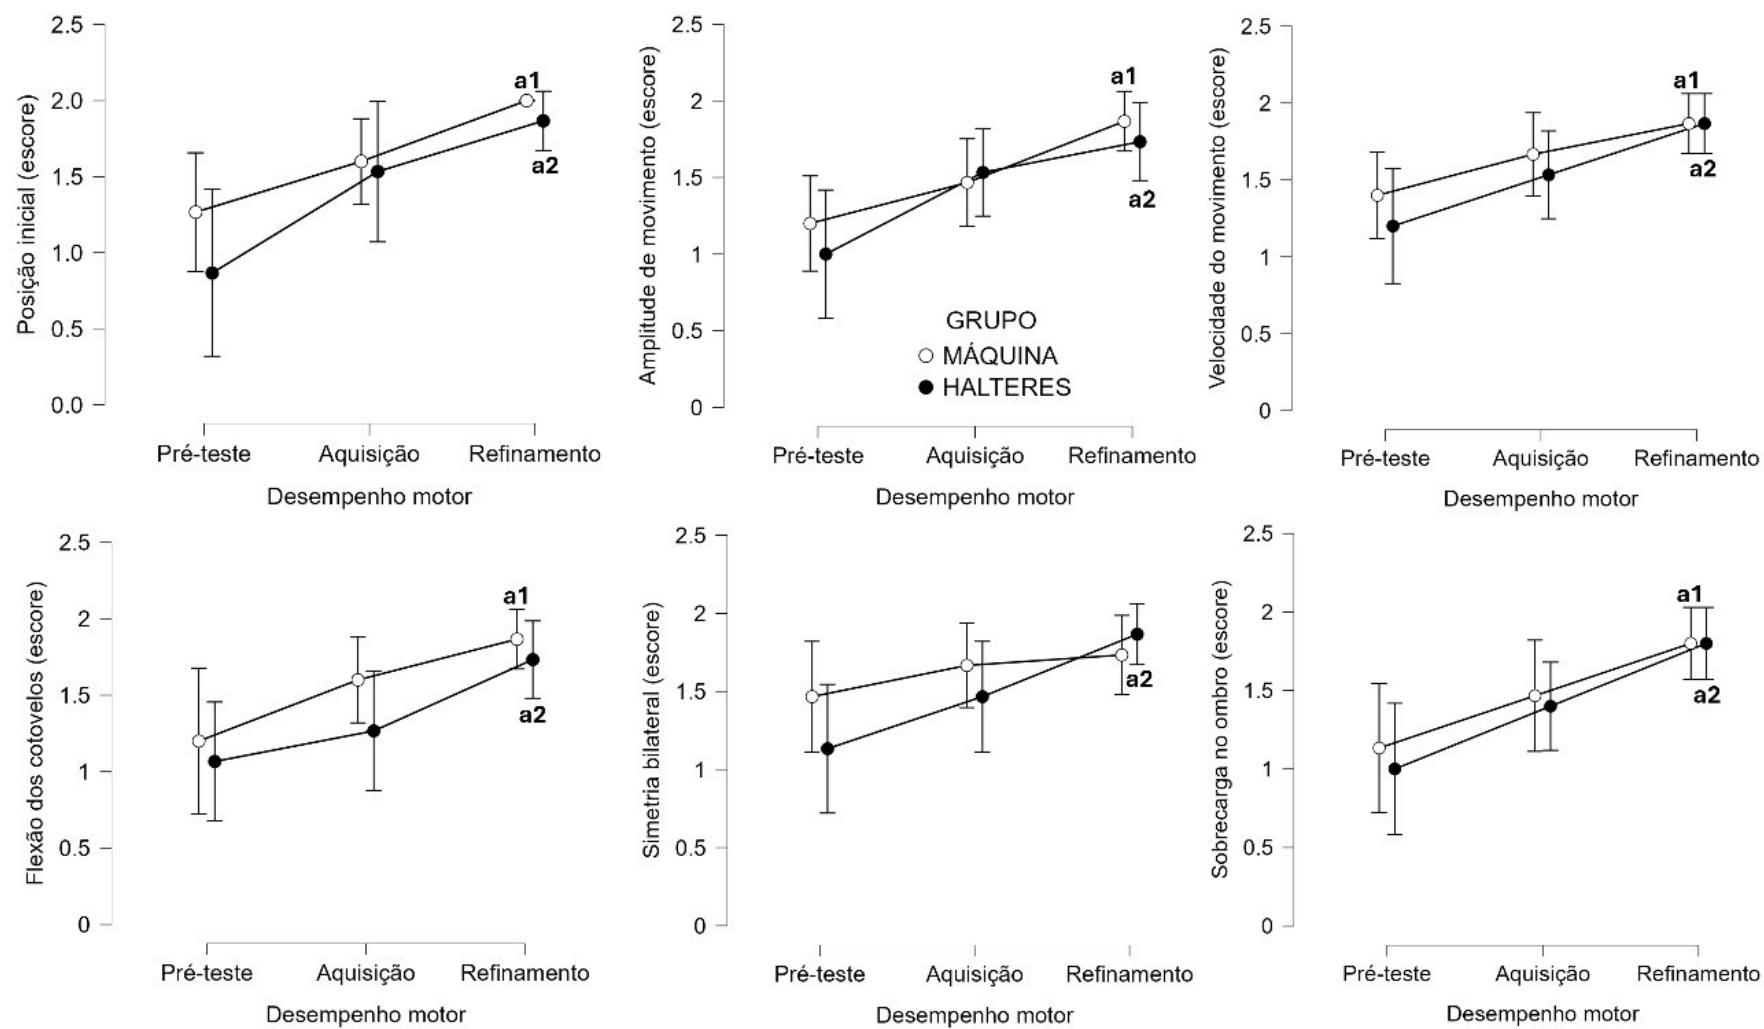 Posição inicial (escore)
2.5
2.0
1.5
1.0
0.5
0.0
a1
a2
Pré-teste
Aquisição
Refinamento
Desempenho motor
Amplitude de movimento (escore)
2.5
2
1.5
1
0.5
0
a1
a2
GRUPO
MÁQUINA
HALTERES
Pré-teste
Aquisição
Refinamento
Desempenho motor
Velocidade do movimento (escore)
2.5
2
1.5
1
0.5
0
a1
a2
Pré-teste
Aquisição
Refinamento
Desempenho motor
Flexão dos cotovelos (escore)
2.5
2
1.5
1
0.5
0
a1
a2
Pré-teste
Aquisição
Refinamento
Desempenho motor
Simetria bilateral (escore)
2.5
2
1.5
1
0.5
0
a2
Pré-teste
Aquisição
Refinamento
Desempenho motor
Sobrecarga no ombro (escore)
2.5
2
1.5
1
0.5
0
a1
a2
Pré-teste
Aquisição
Refinamento
Desempenho motor